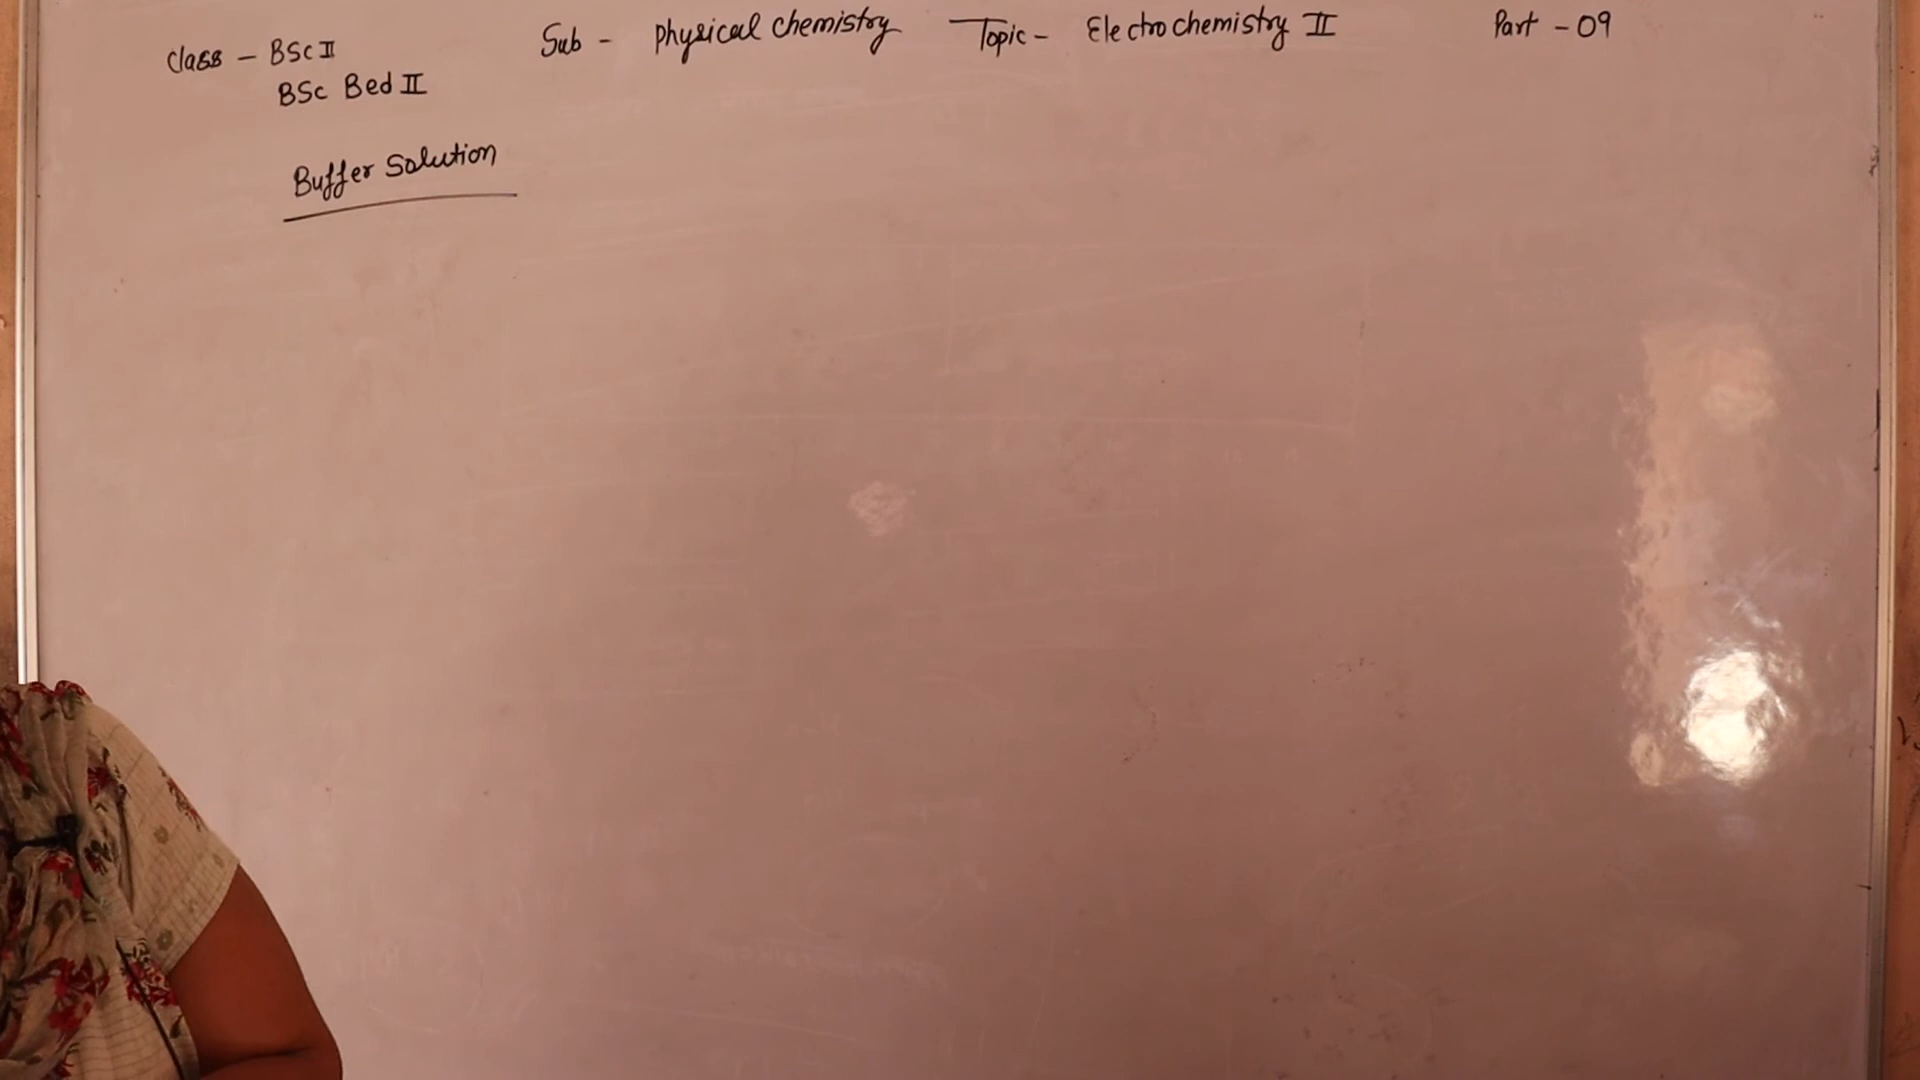 Class - BSc II Sub - Physical Chemistry Topic - Electrochemistry II Part - 09
BSc Bed II
Buffer Solution